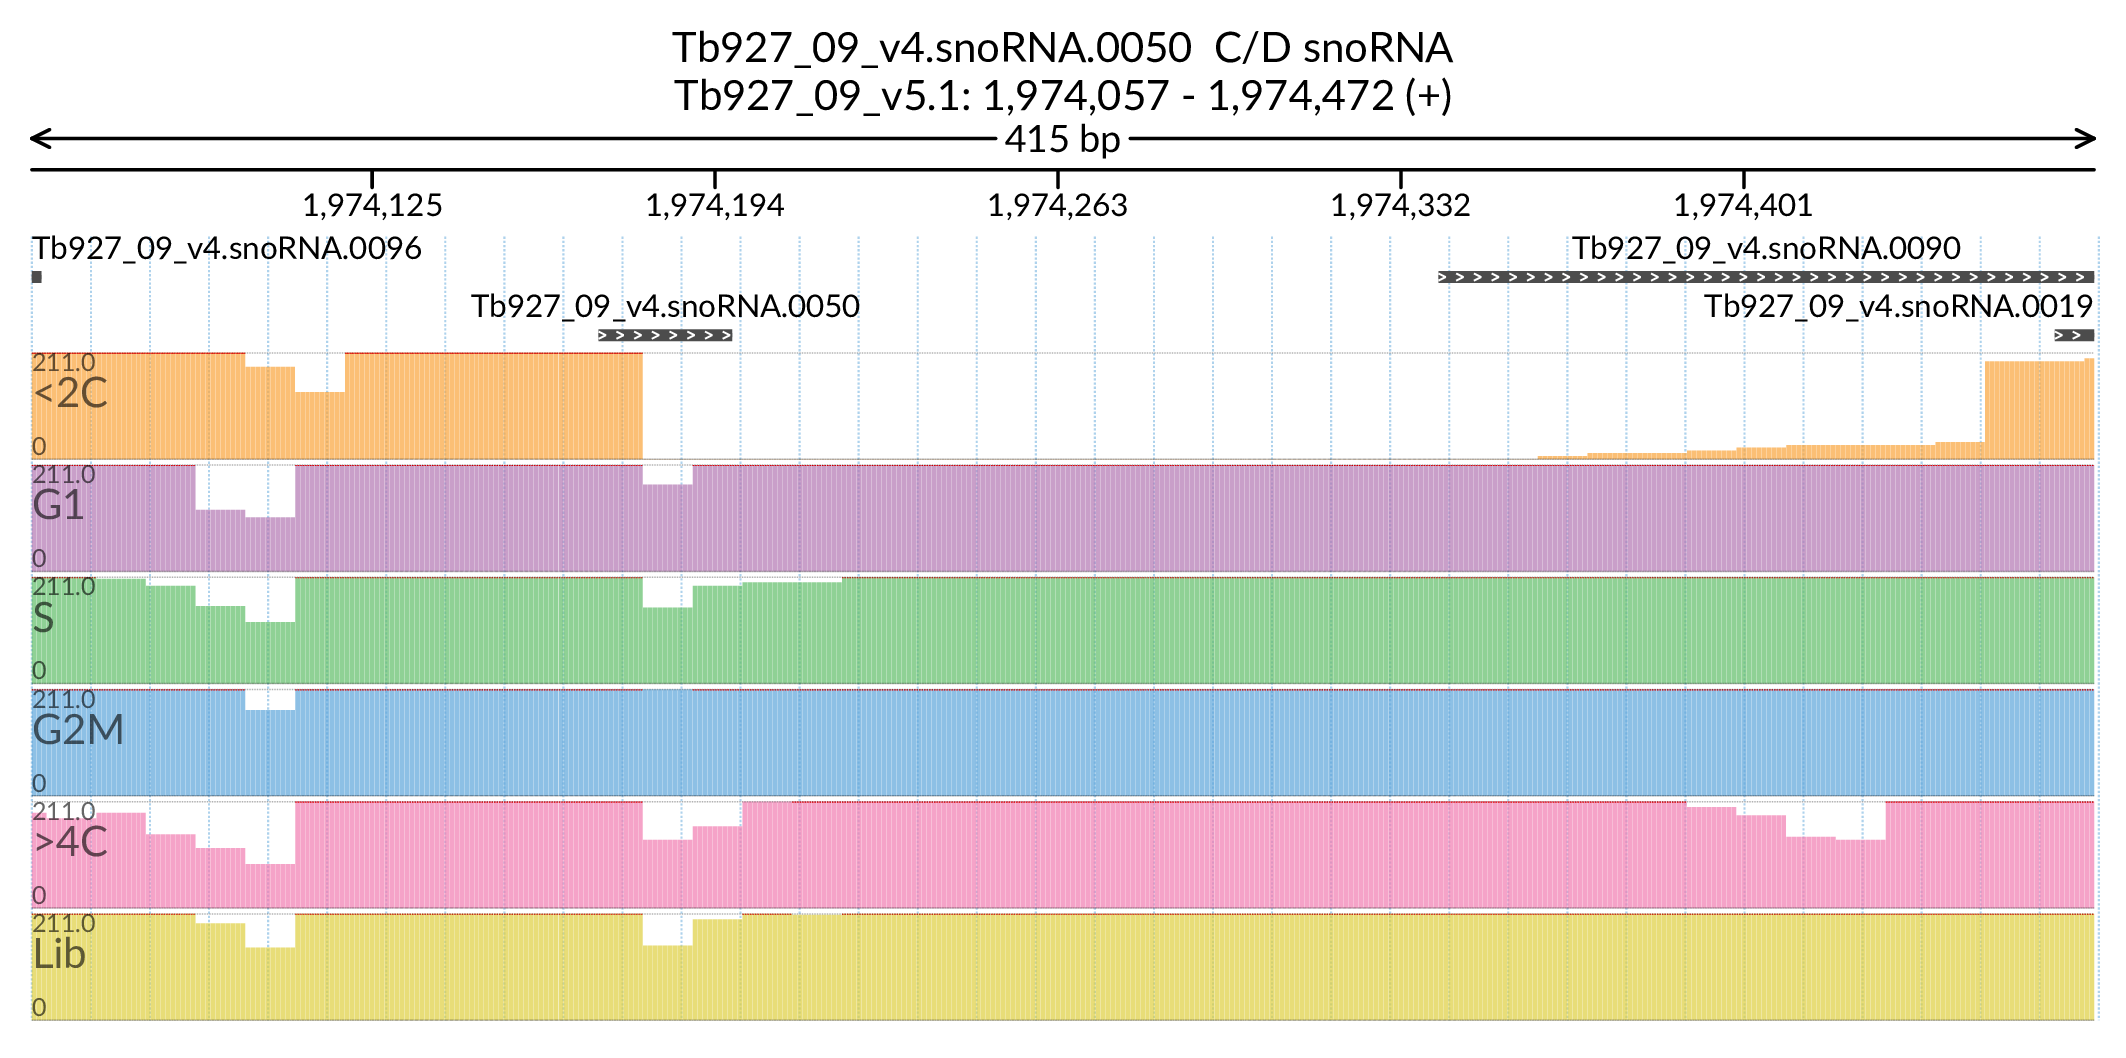 Tb927_09_v4.snoRNA.0050  C/D snoRNA
Tb927_09_v5.1: 1,974,057 - 1,974,472 (+)
415 bp
1,974,125 1,974,194 1,974,263 1,974,332 1,974,401
Tb927_09_v4.snoRNA.0096 Tb927_09_v4.snoRNA.0090
Tb927_09_v4.snoRNA.0050 Tb927_09_v4.snoRNA.0019
211.0
<2C
0
211.0
G1
0
211.0
S
0
211.0
G2M
0
211.0
>4C
0
211.0
Lib
0